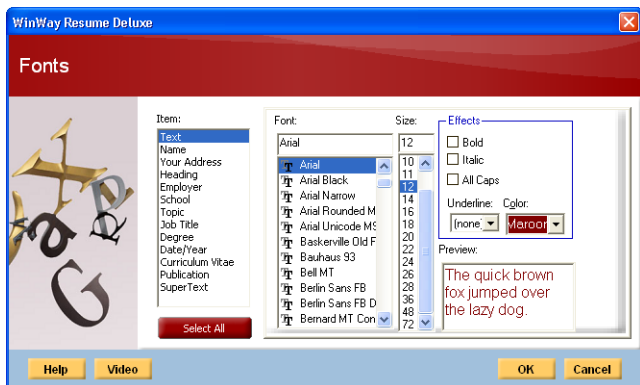 WinWay Resume Deluxe
Fonts
Item:
Text
Name
Your Address
Heading
Employer
School
Topic
Job Title
Degree
Date/Year
Curriculum Vitae
Publication
SuperText
Select All
Font:
Arial
Arial
Arial Black
Arial Narrow
Arial Rounded M
Arial Unicode MS
Baskerville Old F
Bauhaus 93
Bell MT
Berlin Sans FB
Berlin Sans FB D
Bernard MT Con
Size:
12
10
11
12
14
16
18
20
22
24
26
28
36
48
72
Effects
Bold
Italic
All Caps
Underline: Color:
(none) Maroon
Preview:
The quick brown
fox jumped over
the lazy dog.
Help Video OK Cancel